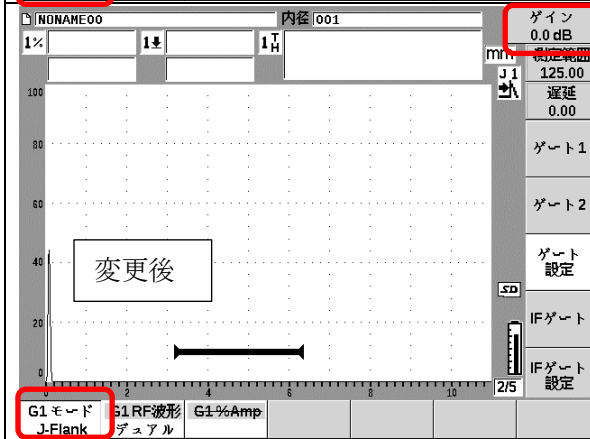 NONAME00 内径 001
ゲイン
0.0 dB
1% 1 1 H
mm
測定範囲
125.00
J 1
遅延
0.00
100
80
60
40
20
0
ゲート1
ゲート2
ゲート
設定
IFゲート
IFゲート
設定
変更後
SD
2 4 6 8 10
2/5
G1モード
J-Flank
G1 RF波形
デュアル
G1 %Amp